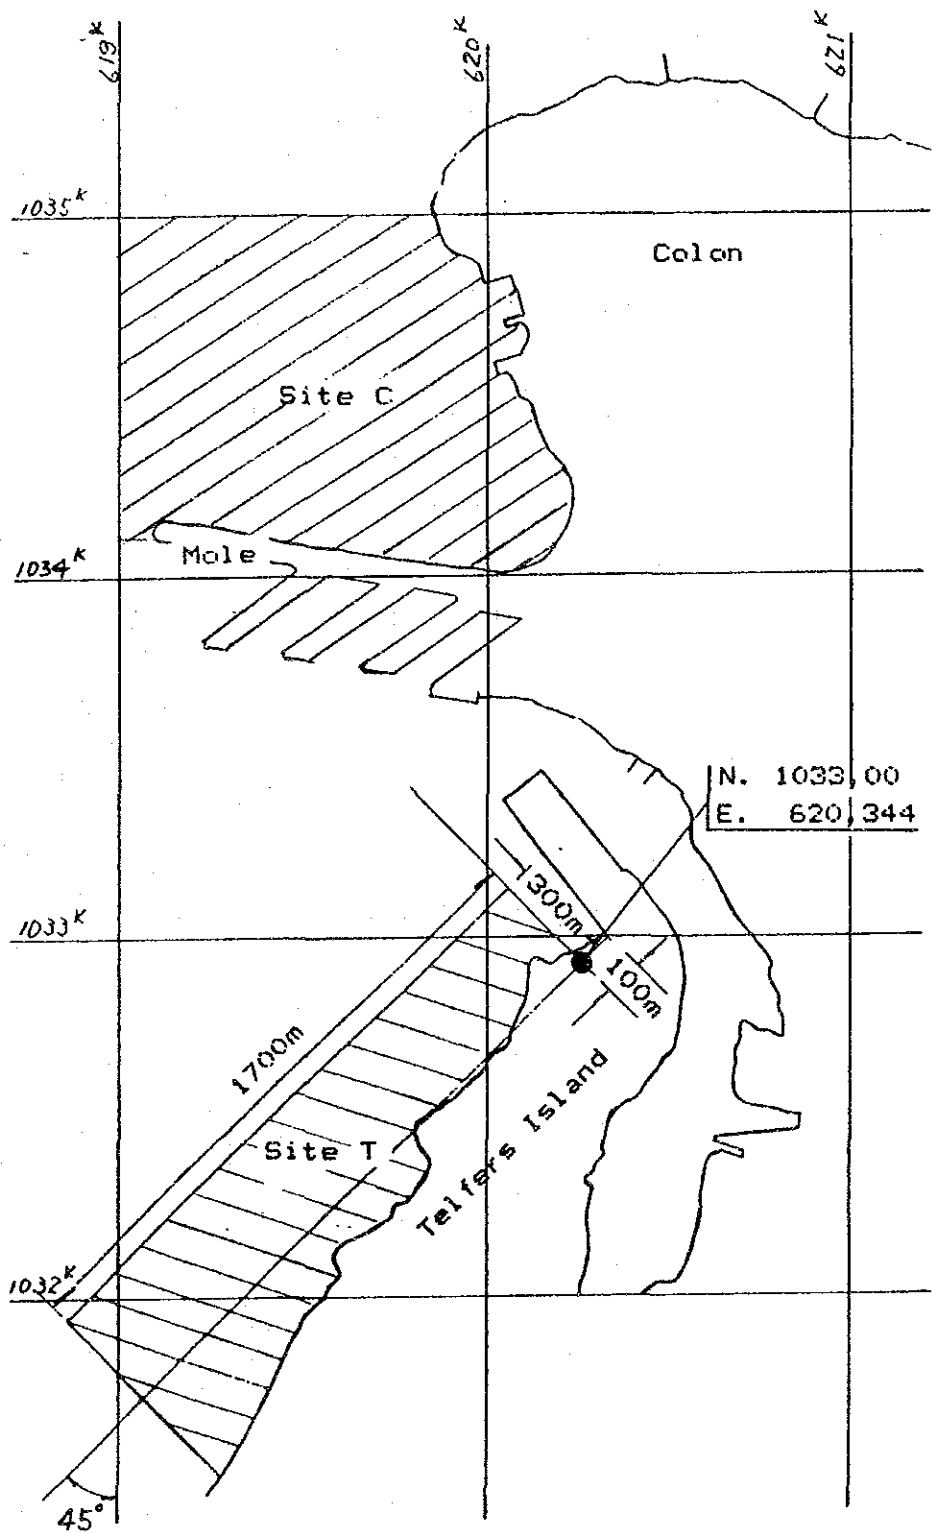 619ᴷ
620ᴷ
621ᴷ
1035ᴷ
Colon
Site C
Mole
1034ᴷ
N. 1033,00
E. 620,344
300m
1033ᴷ
100m
1700m
Site T
Telfers Island
1032ᴷ
45°